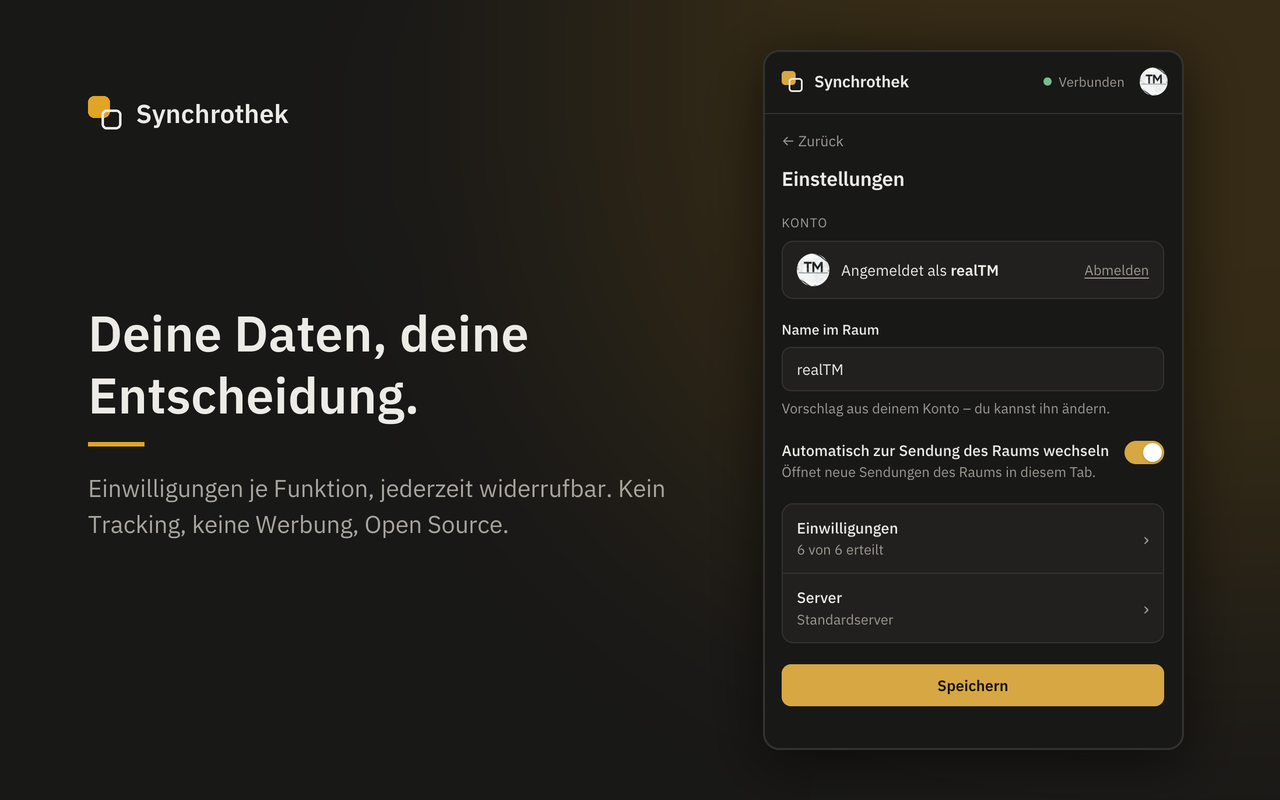 Synchrothek
Deine Daten, deine
Entscheidung.
Einwilligungen je Funktion, jederzeit widerrufbar. Kein
Tracking, keine Werbung, Open Source.
Synchrothek
Verbunden
TM
← Zurück
Einstellungen
KONTO
TM
Angemeldet als realTM
Abmelden
Name im Raum
realTM
Vorschlag aus deinem Konto – du kannst ihn ändern.
Automatisch zur Sendung des Raums wechseln
Öffnet neue Sendungen des Raums in diesem Tab.
Einwilligungen
6 von 6 erteilt
›
Server
Standardserver
›
Speichern